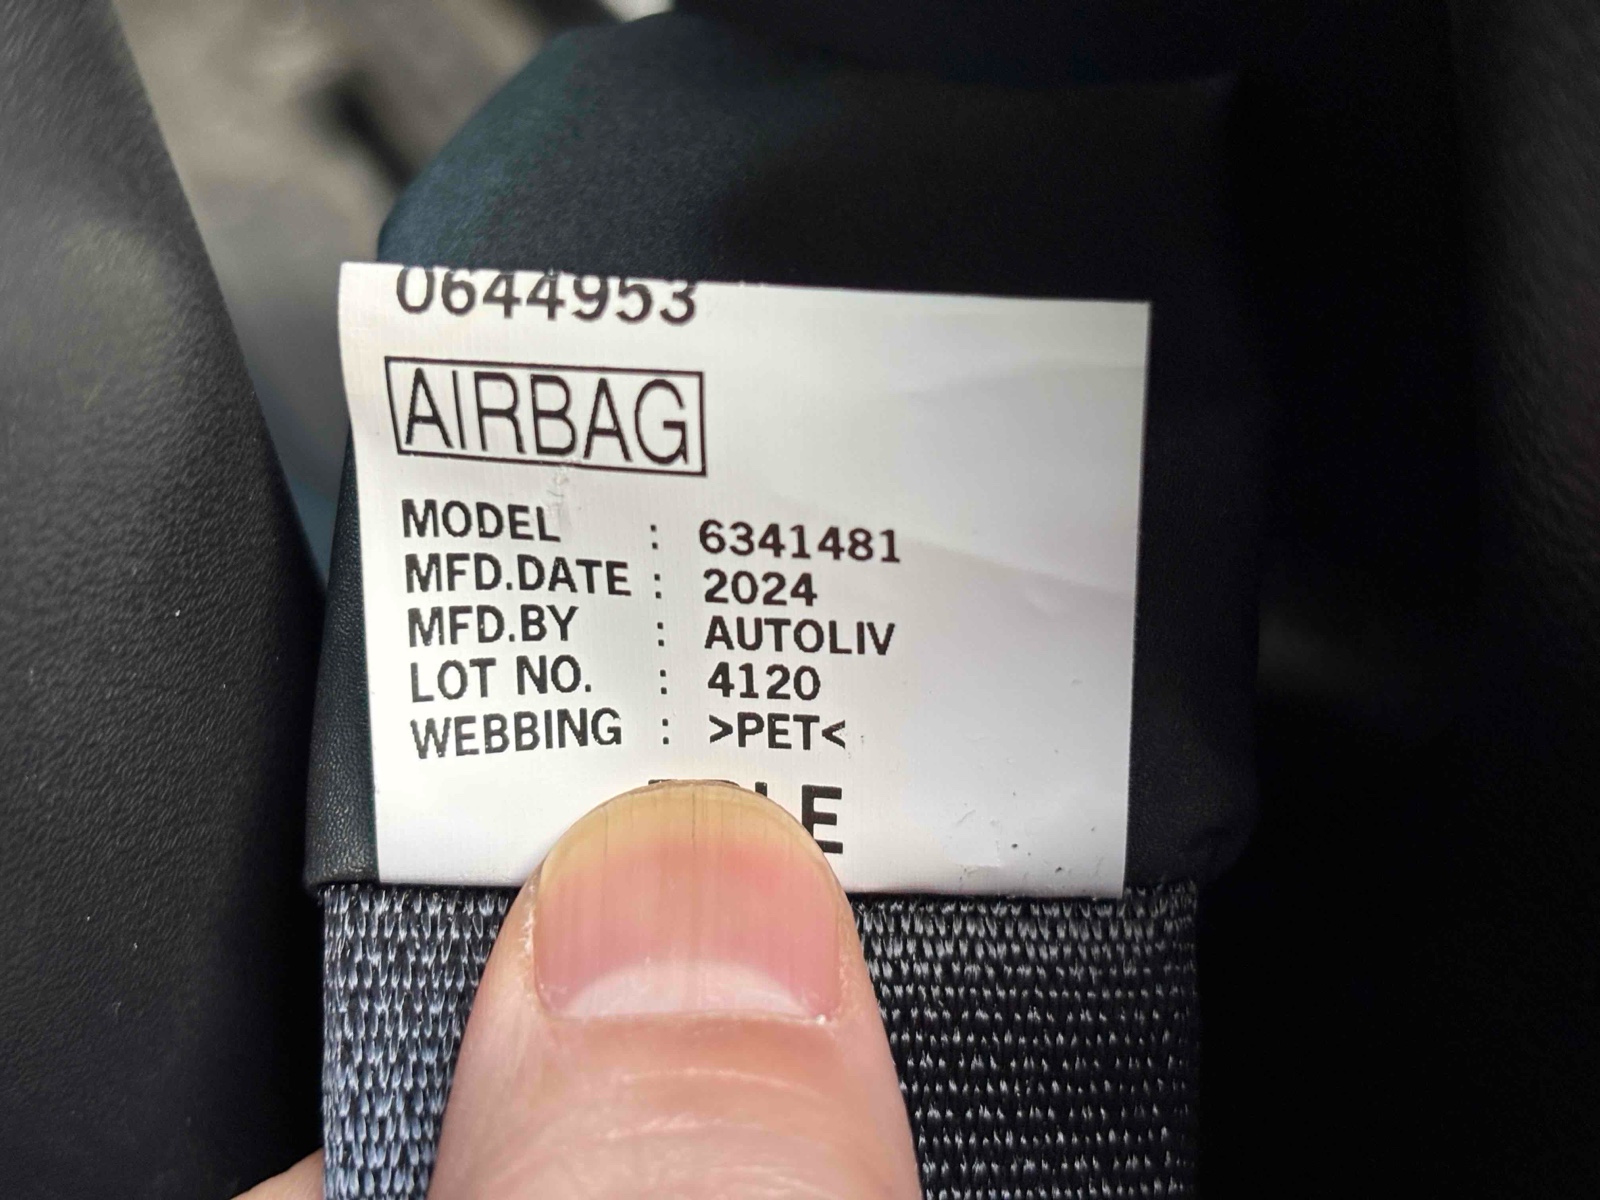 0644953
AIRBAG
MODEL : 6341481
MFD.DATE : 2024
MFD.BY : AUTOLIV
LOT NO. : 4120
WEBBING : >PET<